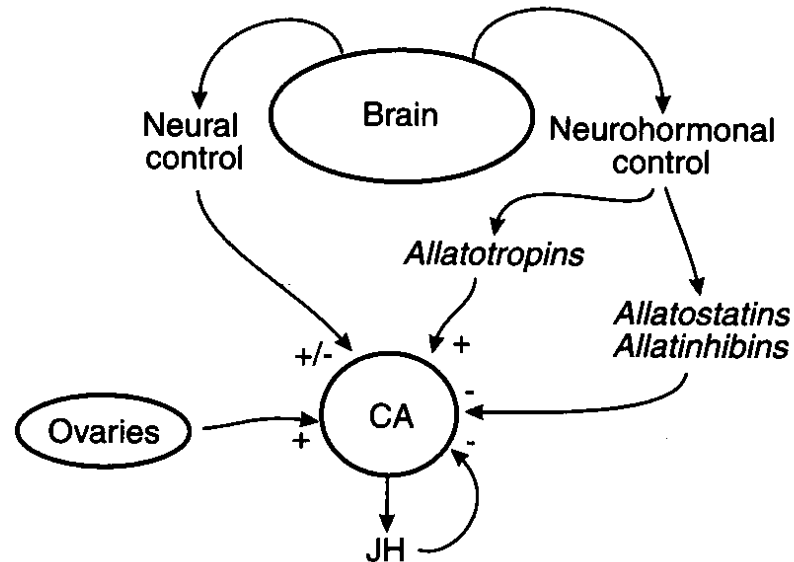 Brain
Neural
control
Neurohormonal
control
Allatotropins
Allatostatins
Allatinhibins
+/-
+
-
CA
Ovaries
+
-
JH